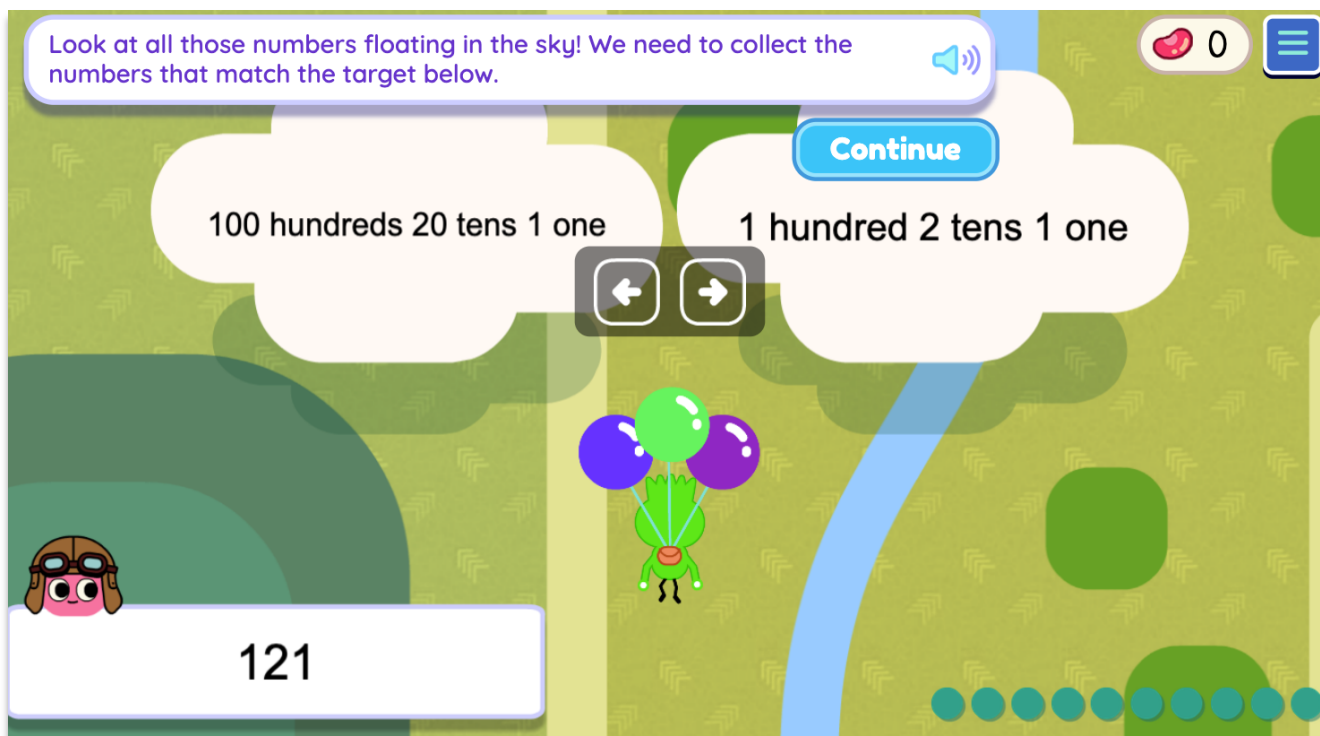 Look at all those numbers floating in the sky! We need to collect the
numbers that match the target below.
0
Continue
100 hundreds 20 tens 1 one
1 hundred 2 tens 1 one
121